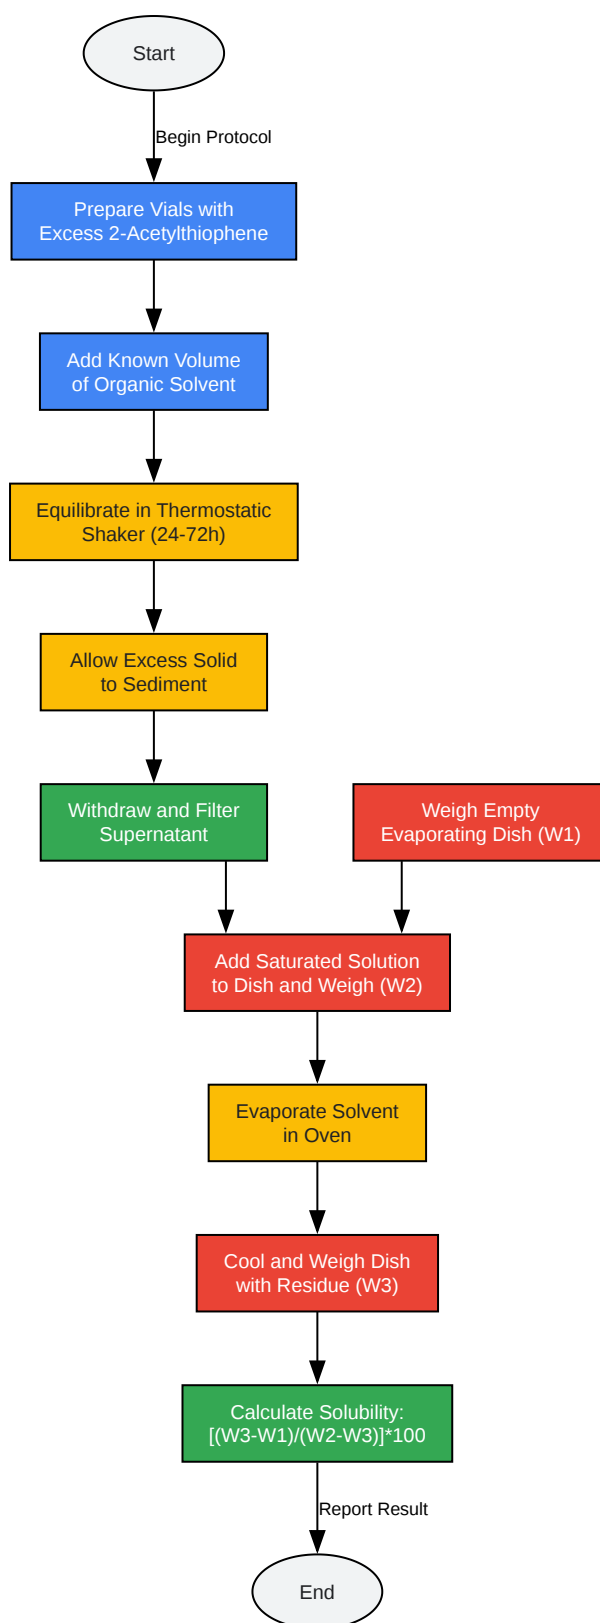 Start
Begin Protocol
Prepare Vials with
Excess 2-Acetylthiophene
Add Known Volume
of Organic Solvent
Equilibrate in Thermostatic
Shaker (24-72h)
Allow Excess Solid
to Sediment
Withdraw and Filter
Supernatant
Weigh Empty
Evaporating Dish (W1)
Add Saturated Solution
to Dish and Weigh (W2)
Evaporate Solvent
in Oven
Cool and Weigh Dish
with Residue (W3)
Calculate Solubility:
[(W3-W1)/(W2-W3)]*100
Report Result
End